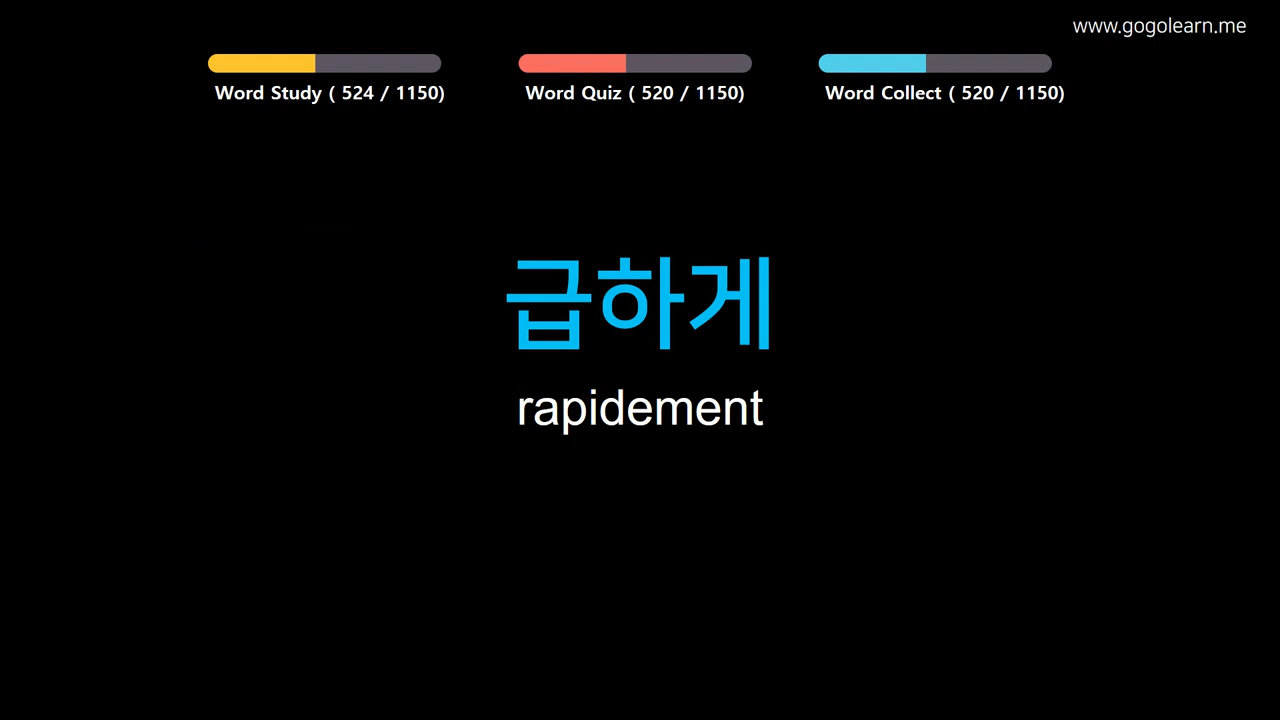 www.gogolearn.me
Word Study ( 524 / 1150)
Word Quiz ( 520 / 1150)
Word Collect ( 520 / 1150)
급하게
rapidement